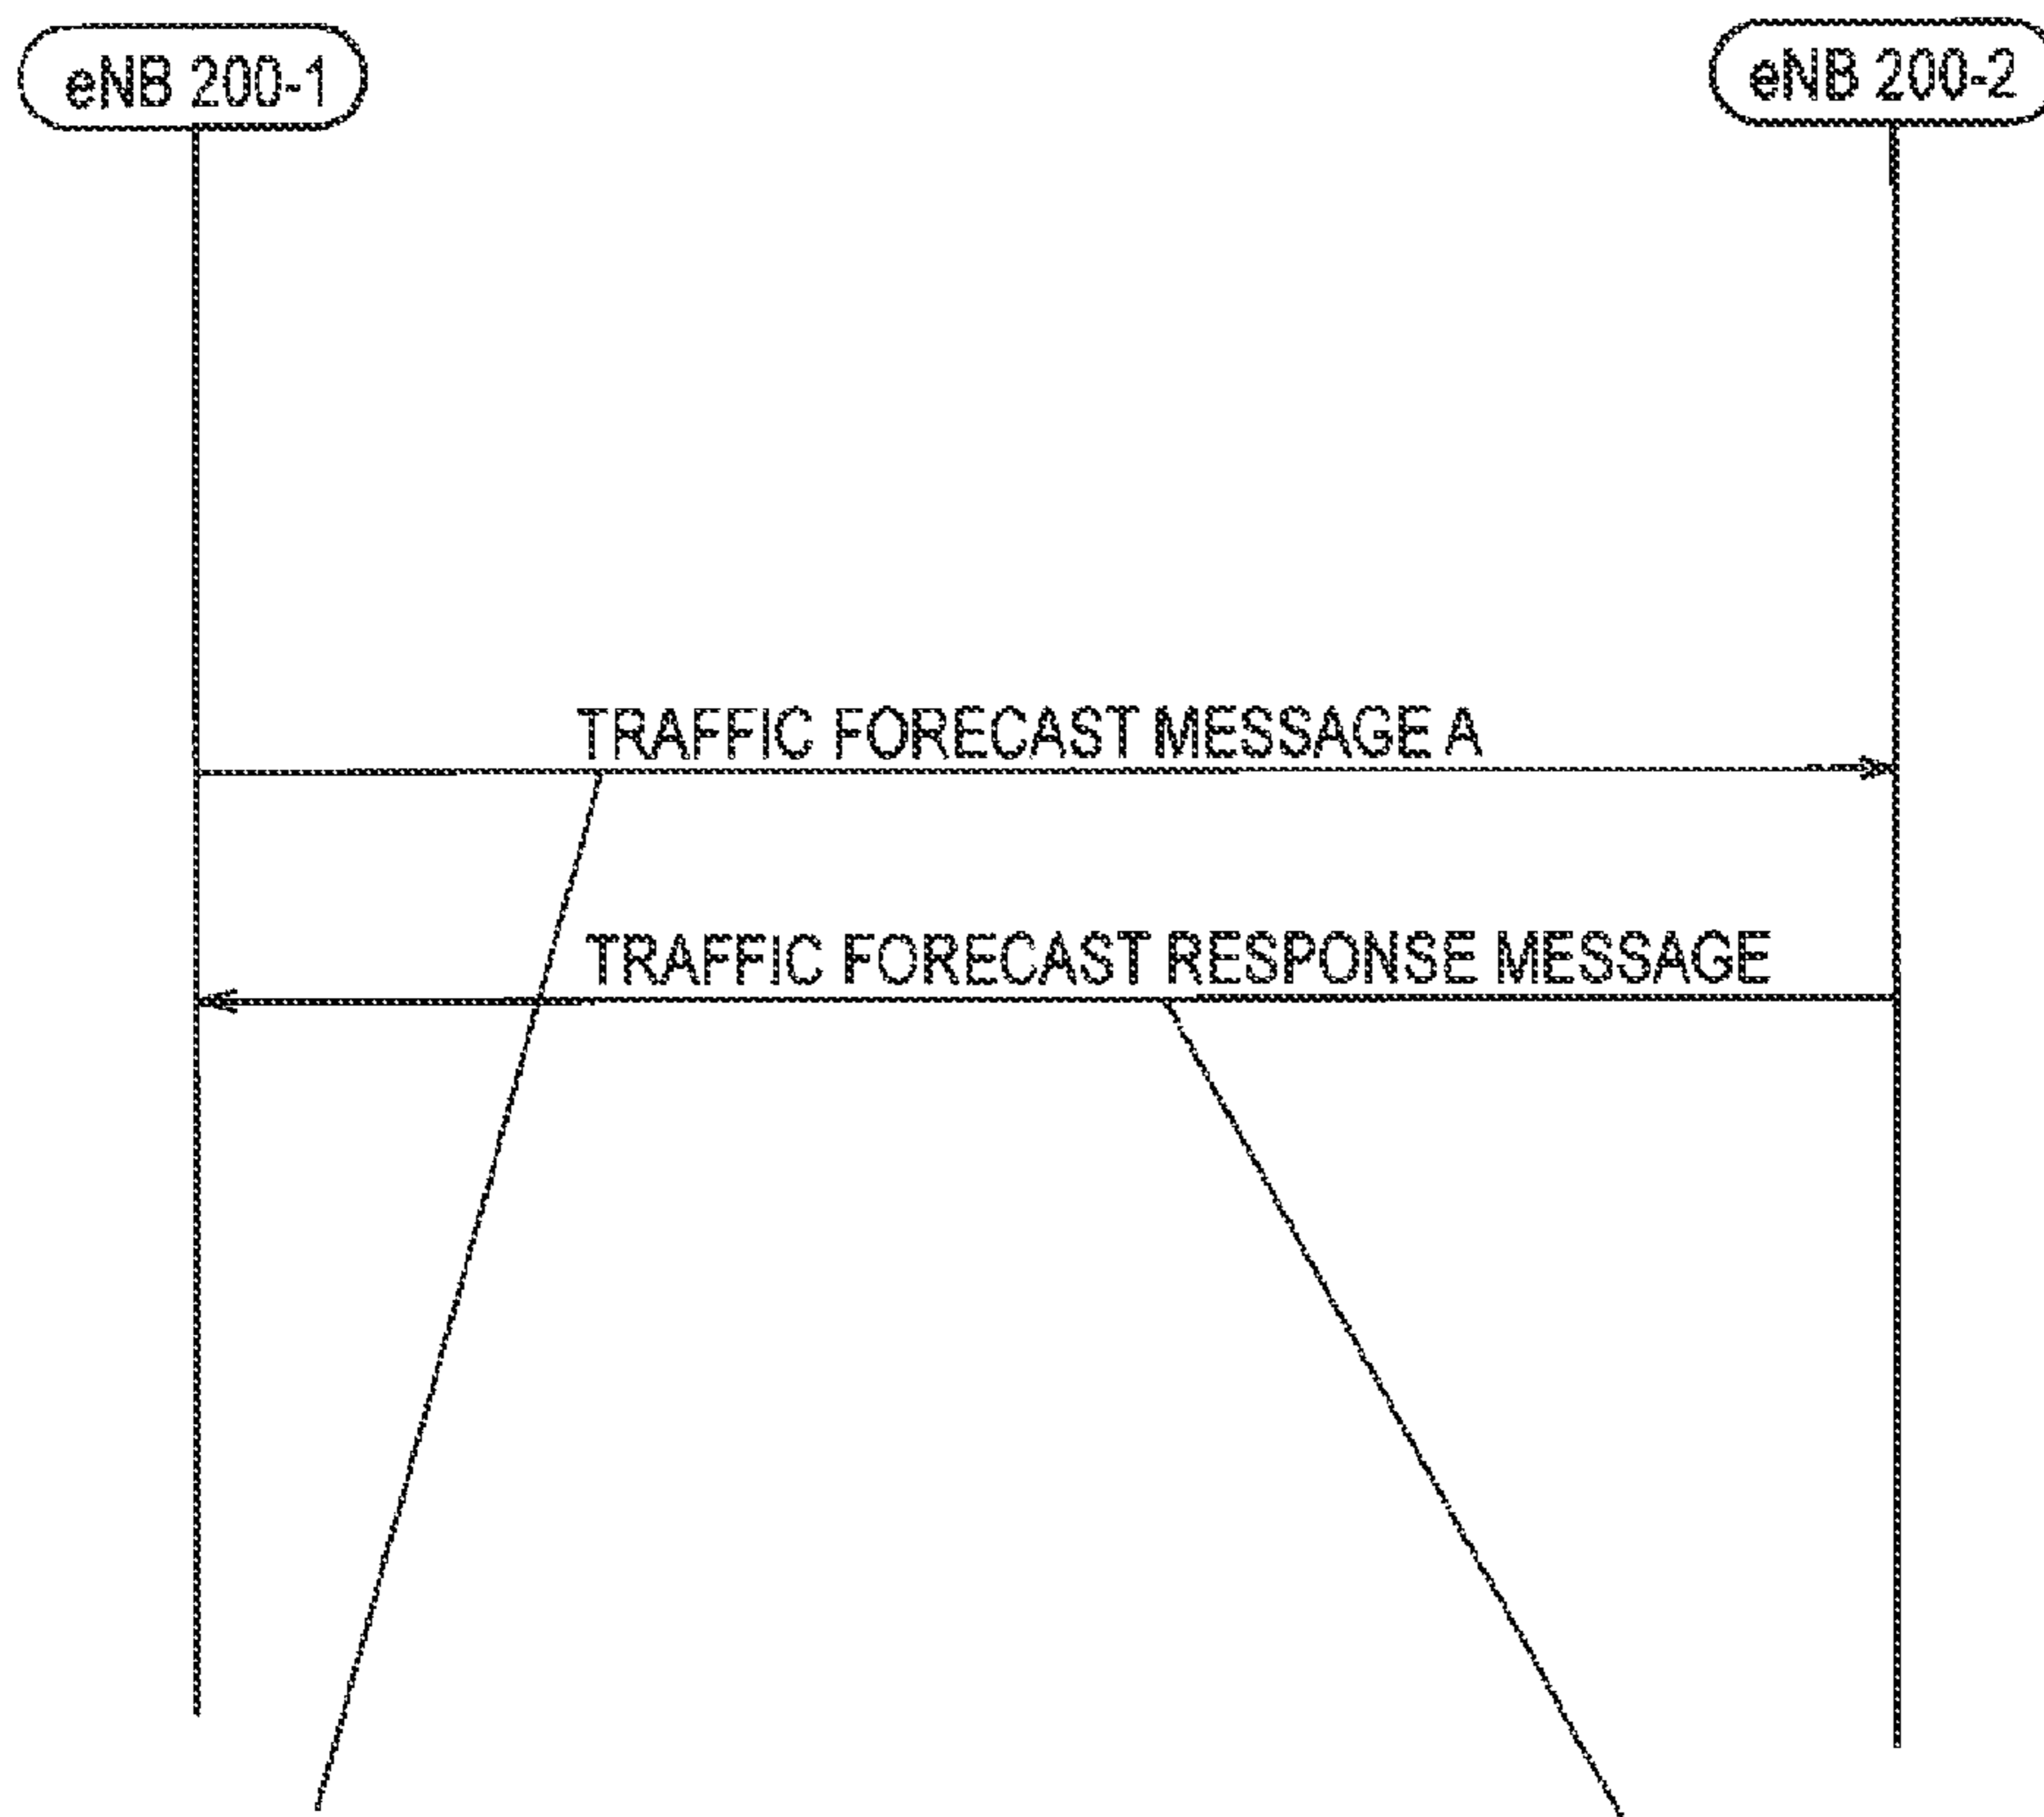 eNB 200-1
eNB 200-2
TRAFFIC FORECAST MESSAGE A
TRAFFIC FORECAST RESPONSE MESSAGE